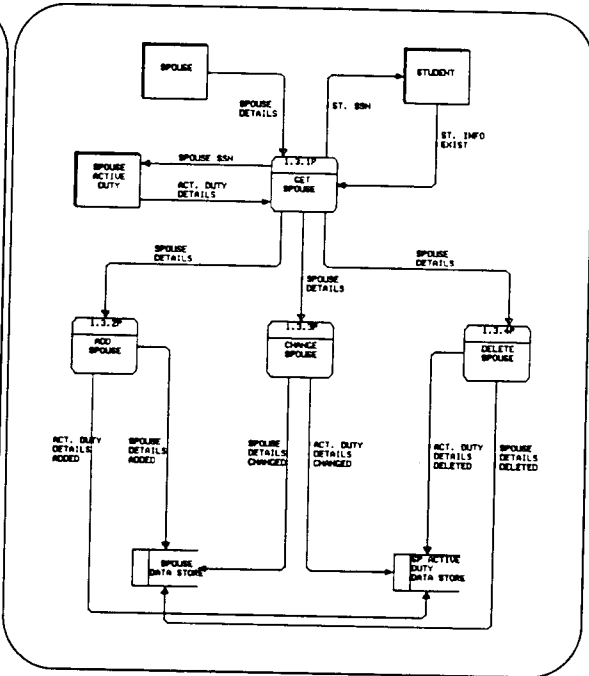 SPOUSE
STUDENT
SPOUSE
DETAILS
ST. SSN
ST. INFO
EXIST
SPOUSE SSN
1.3.1P
GET
SPOUSE
SPOUSE
ACTIVE
DUTY
ACT. DUTY
DETAILS
SPOUSE
DETAILS
SPOUSE
DETAILS
SPOUSE
DETAILS
1.3.2P
ADD
SPOUSE
1.3.3P
CHANGE
SPOUSE
1.3.4P
DELETE
SPOUSE
ACT. DUTY
DETAILS
ADDED
SPOUSE
DETAILS
ADDED
SPOUSE
DETAILS
CHANGED
ACT. DUTY
DETAILS
CHANGED
ACT. DUTY
DETAILS
DELETED
SPOUSE
DETAILS
DELETED
SPOUSE
DATA STORE
SP ACTIVE
DUTY
DATA STORE